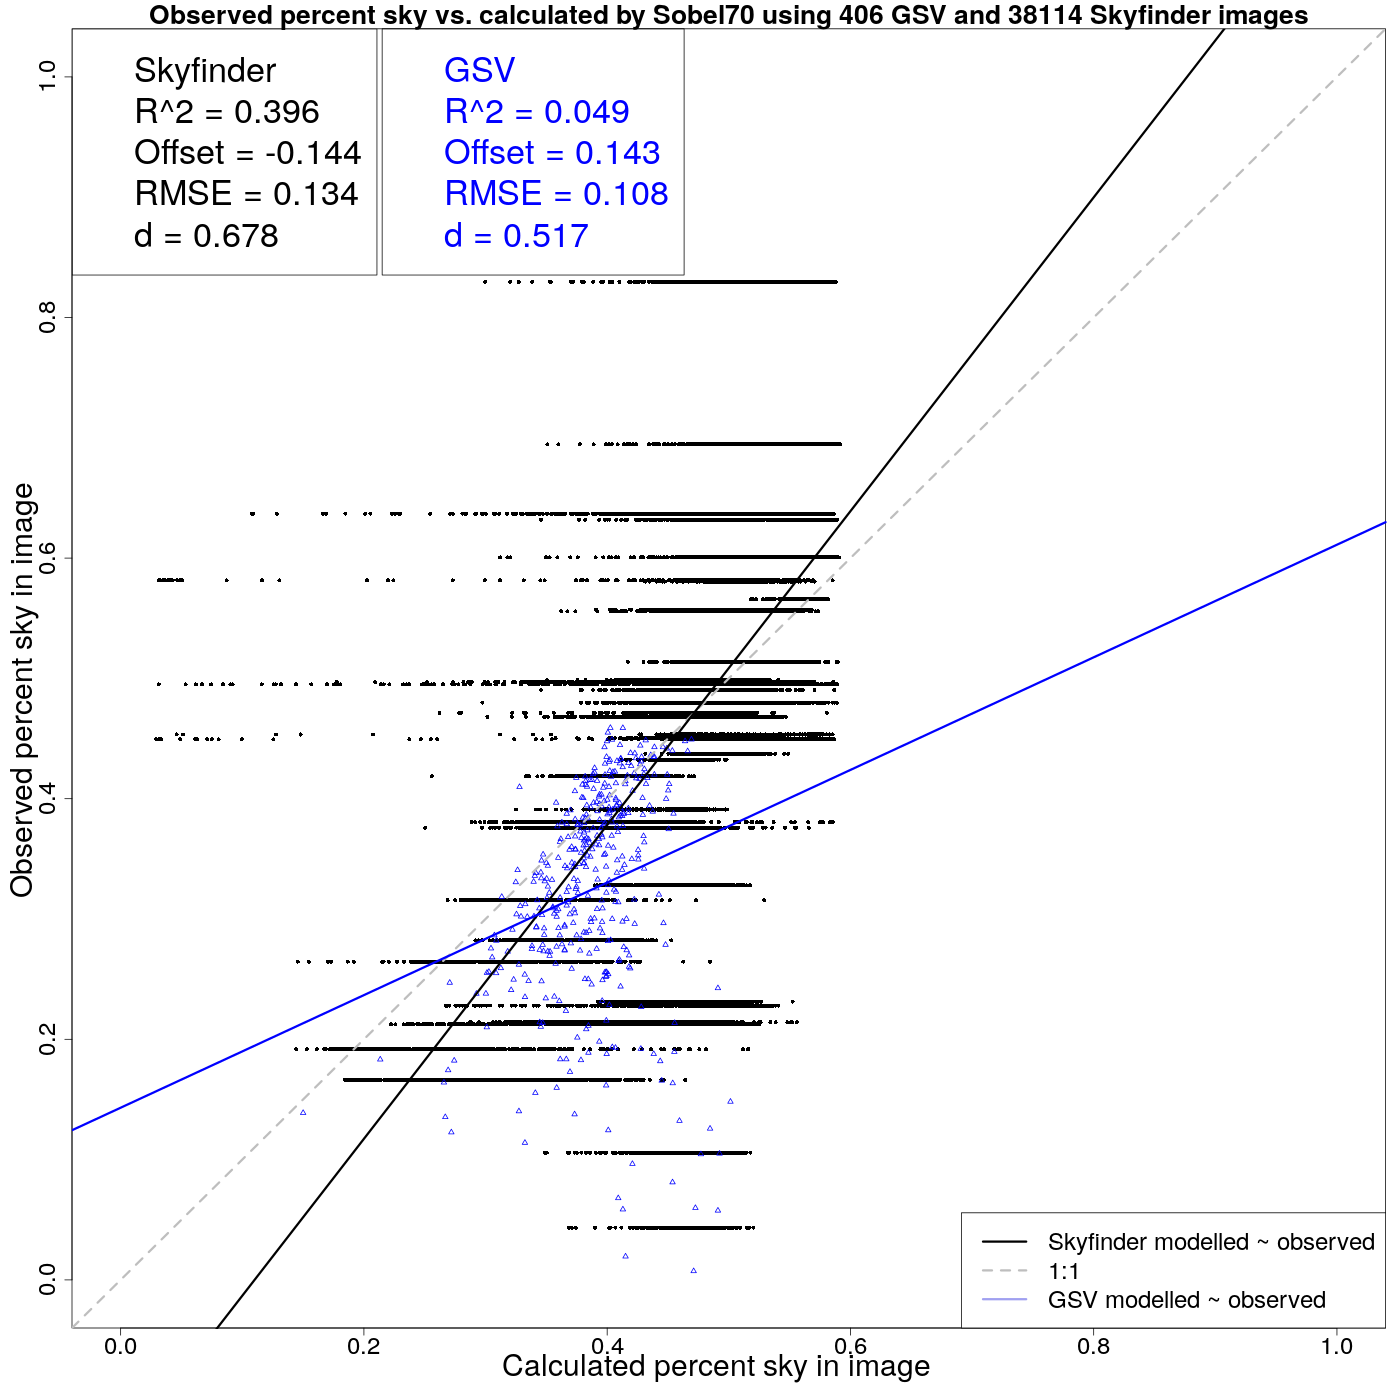 Observed percent sky vs. calculated by Sobel70 using 406 GSV and 38114 Skyfinder images
Skyfinder
R^2 = 0.396
Offset = -0.144
RMSE = 0.134
d = 0.678
GSV
R^2 = 0.049
Offset = 0.143
RMSE = 0.108
d = 0.517
Observed percent sky in image
1.0
0.8
0.6
0.4
0.2
0.0
Skyfinder modelled ~ observed
1:1
GSV modelled ~ observed
0.0 0.2 0.4 0.6 0.8 1.0
Calculated percent sky in image